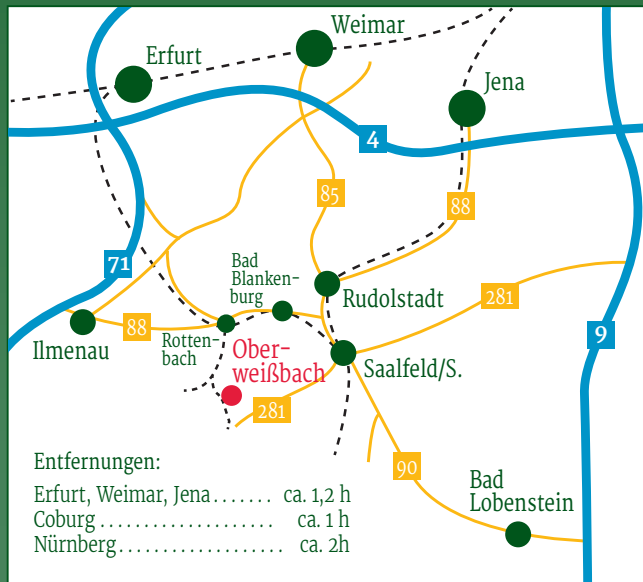 Weimar
Erfurt
Jena
4
85
88
71
Bad
Blanken-
burg
Rudolstadt
281
88
Ilmenau
Rotten-
bach
Ober-
weißbach
Saalfeld/S.
9
281
90
Bad
Lobenstein
Entfernungen:
Erfurt, Weimar, Jena ....... ca. 1,2 h
Coburg .................... ca. 1 h
Nürnberg................... ca. 2h